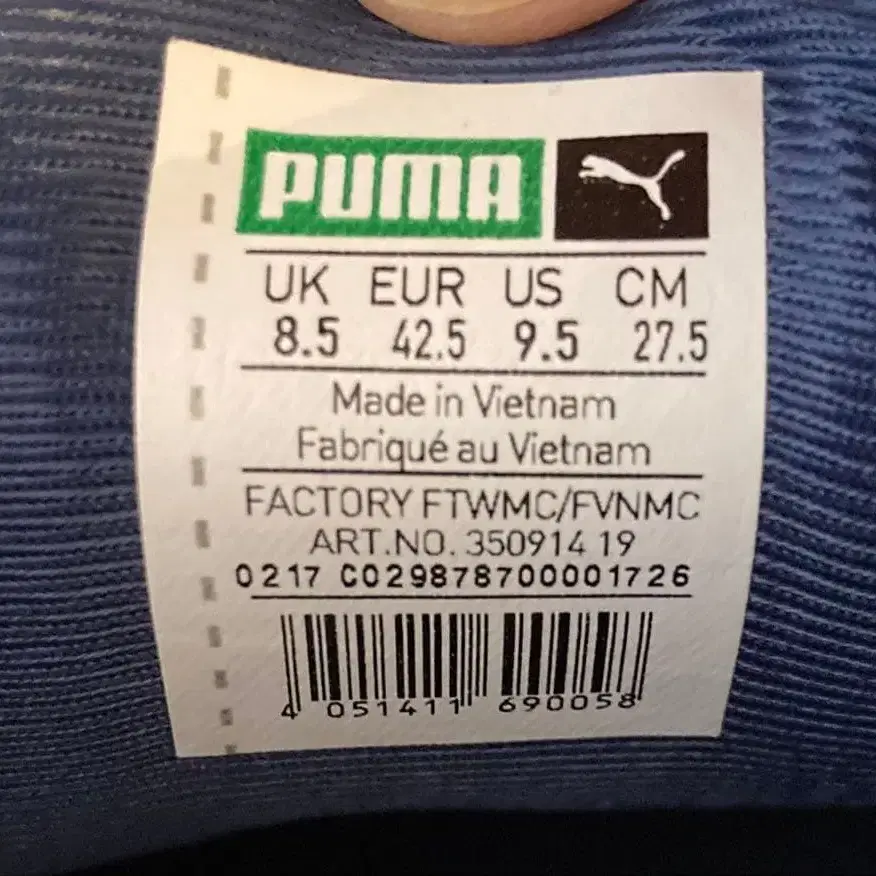 PUMA
UK EUR US CM
8.5 42.5 9.5 27.5
Made in Vietnam
Fabriqué au Vietnam
FACTORY FTWMC/FVNMC
ART.NO. 350914 19
0217 C029878700001726
4 051411 690058